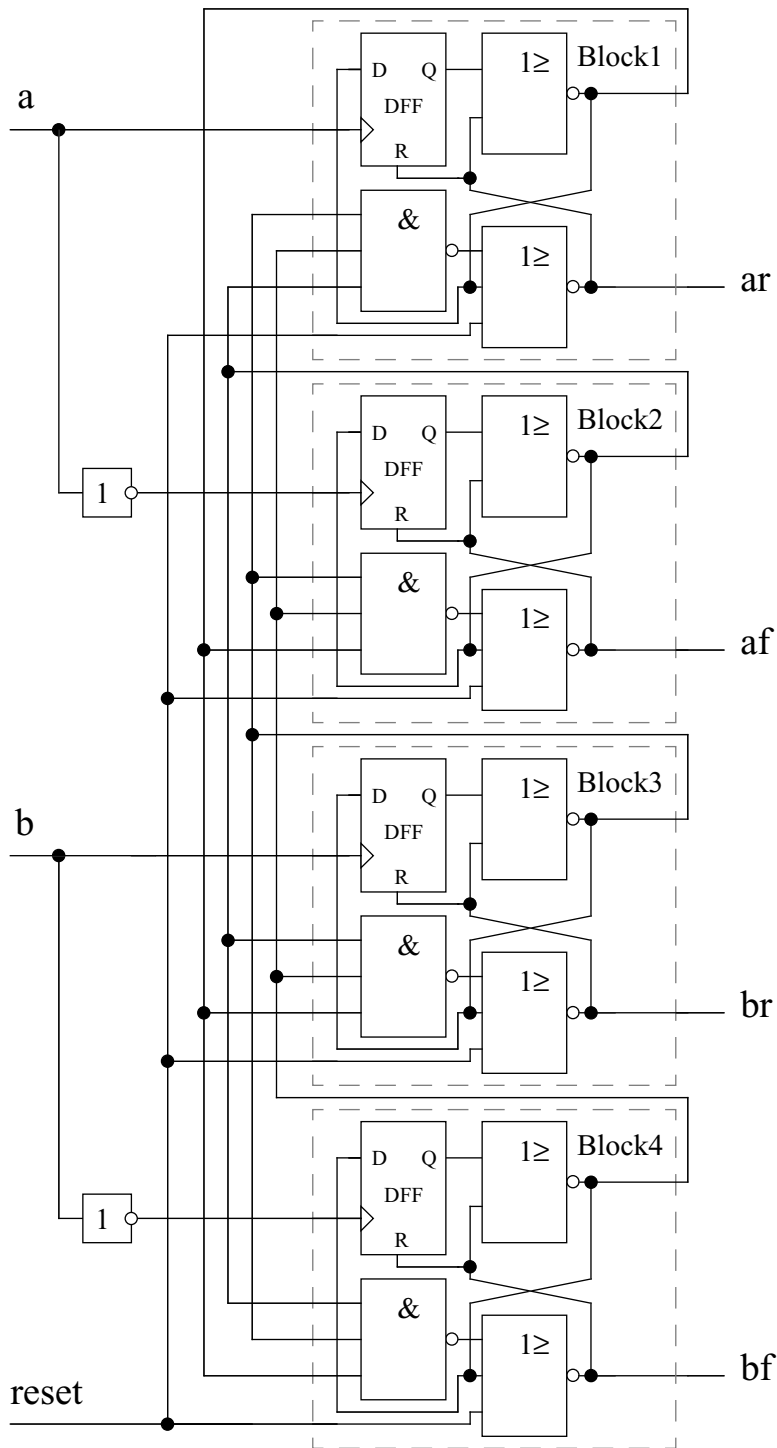 D Q 1≥ Block1
a
DFF
R
&
1≥
ar
D Q 1≥ Block2
DFF
1
R
&
1≥
af
D Q 1≥ Block3
b
DFF
R
&
1≥
br
D Q 1≥ Block4
DFF
1
R
&
1≥
bf
reset